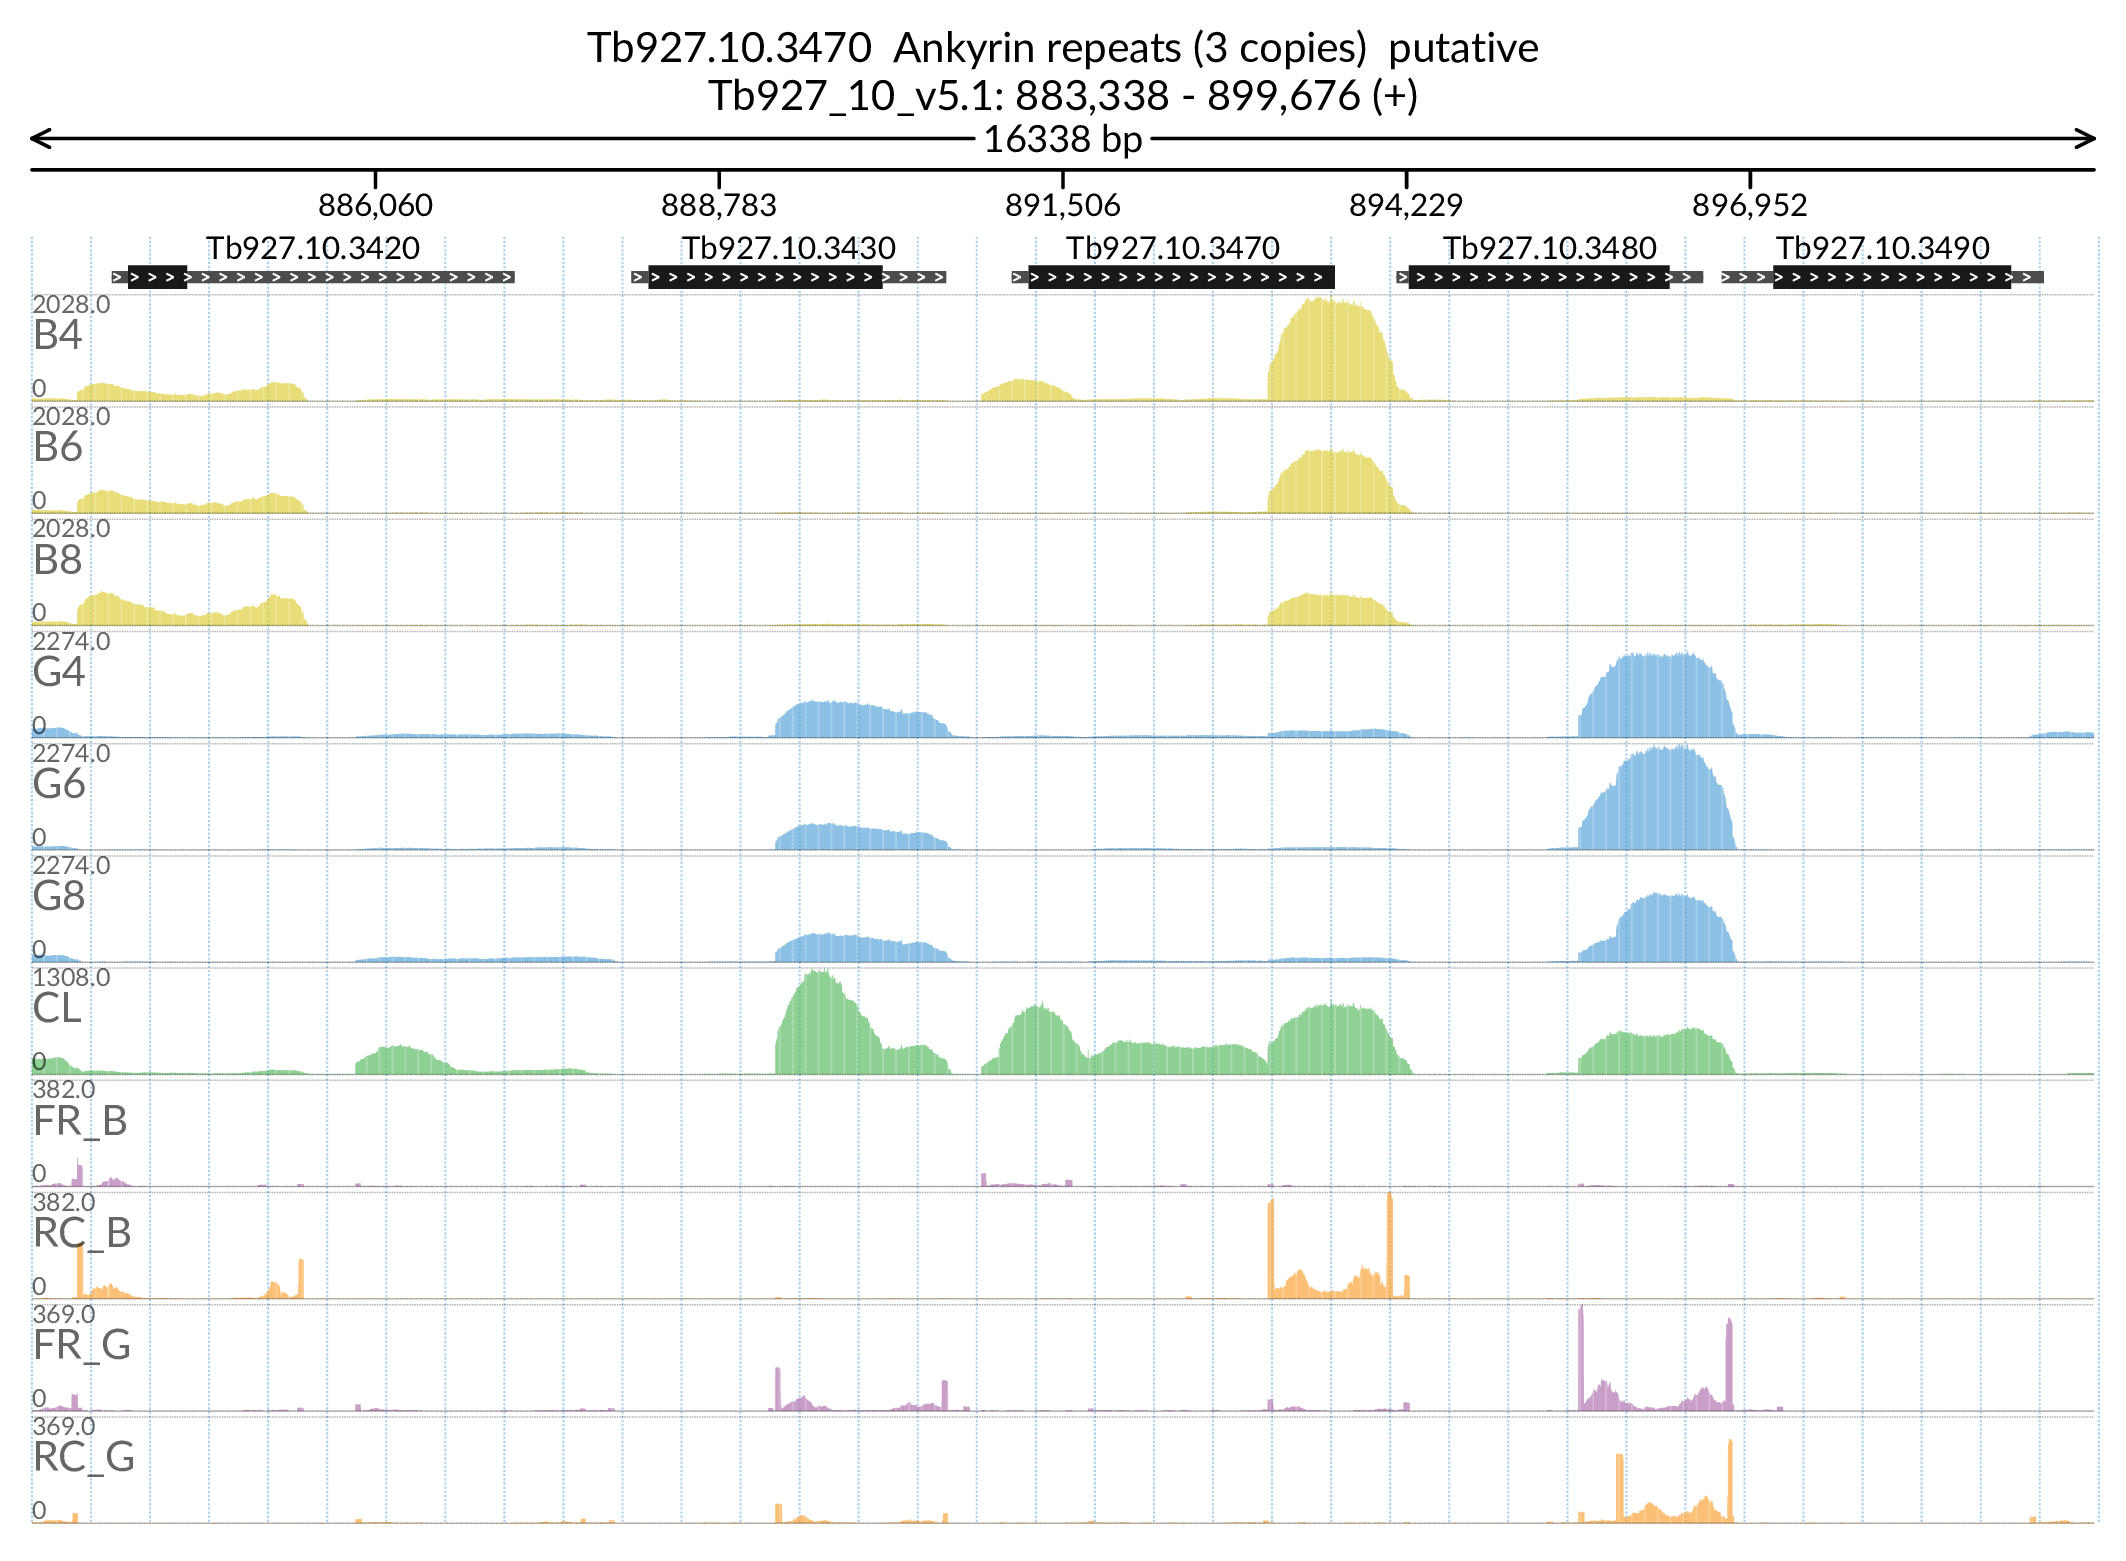 Tb927.10.3470  Ankyrin repeats (3 copies)  putative
Tb927_10_v5.1: 883,338 - 899,676 (+)
16338 bp
886,060 888,783 891,506 894,229 896,952
Tb927.10.3420 Tb927.10.3430 Tb927.10.3470 Tb927.10.3480 Tb927.10.3490
2028.0
B4
0
2028.0
B6
0
2028.0
B8
0
2274.0
G4
0
2274.0
G6
0
2274.0
G8
0
1308.0
CL
0
382.0
FR_B
0
382.0
RC_B
0
369.0
FR_G
0
369.0
RC_G
0